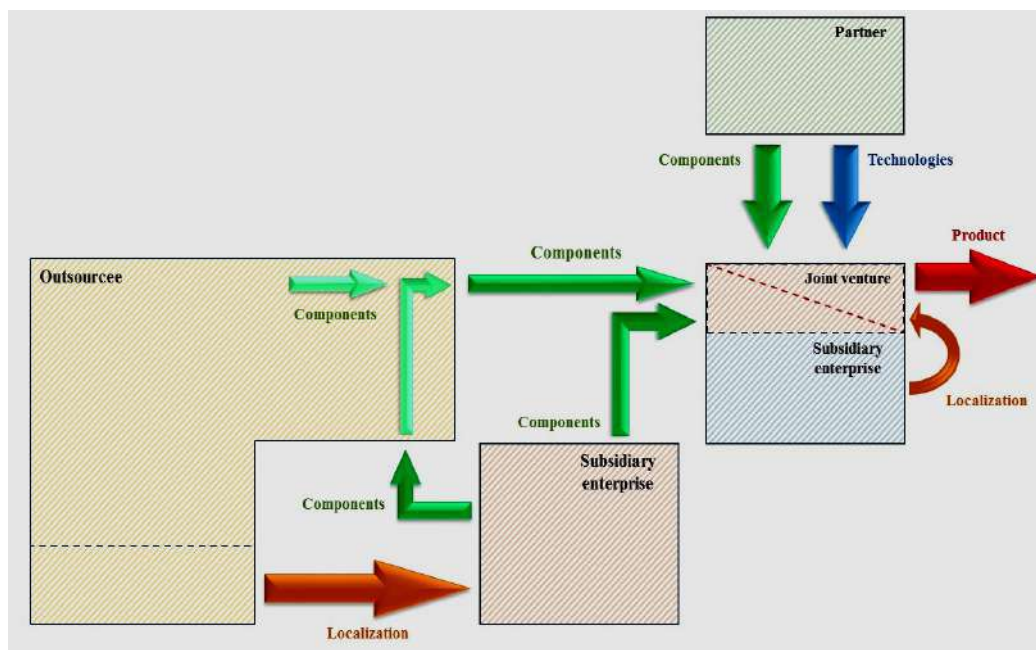 Partner
Components
Technologies
Product
Outsourcee
Components
Joint venture
Components
Subsidiary
enterprise
Localization
Components
Subsidiary
enterprise
Components
Localization